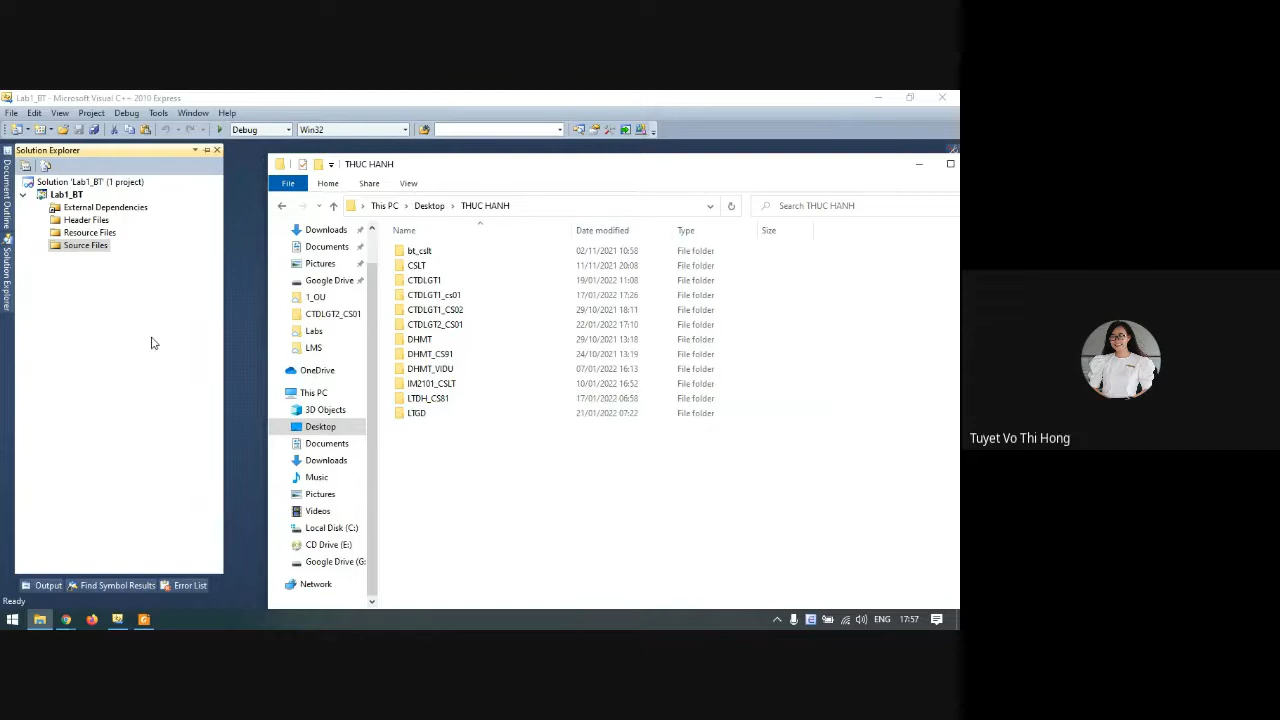 Lab1_BT - Microsoft Visual C++ 2010 Express
File Edit View Project Debug Tools Window Help
Debug Win32
Solution Explorer
Document Outline
Solution Explorer
Solution 'Lab1_BT' (1 project)
Lab1_BT
External Dependencies
Header Files
Resource Files
Source Files
Output Find Symbol Results Error List
Ready
THUC HANH
File Home Share View
This PC Desktop THUC HANH
Search THUC HANH
Downloads
Documents
Pictures
Google Drive
1_OU
CTDLGT2_CS01
Labs
LMS
OneDrive
This PC
3D Objects
Desktop
Documents
Downloads
Music
Pictures
Videos
Local Disk (C:)
CD Drive (E:)
Google Drive (G:
Network
Name Date modified Type Size
bt_cslt 02/11/2021 10:58 File folder
CSLT 11/11/2021 20:08 File folder
CTDLGT1 19/01/2022 11:08 File folder
CTDLGT1_cs01 17/01/2022 17:26 File folder
CTDLGT1_CS02 29/10/2021 18:11 File folder
CTDLGT2_CS01 22/01/2022 17:10 File folder
DHMT 29/10/2021 13:18 File folder
DHMT_CS91 24/10/2021 13:19 File folder
DHMT_VIDU 07/01/2022 16:13 File folder
IM2101_CSLT 10/01/2022 16:52 File folder
LTDH_CS81 17/01/2022 06:58 File folder
LTGD 21/01/2022 07:22 File folder
ENG 17:57
Tuyet Vo Thi Hong